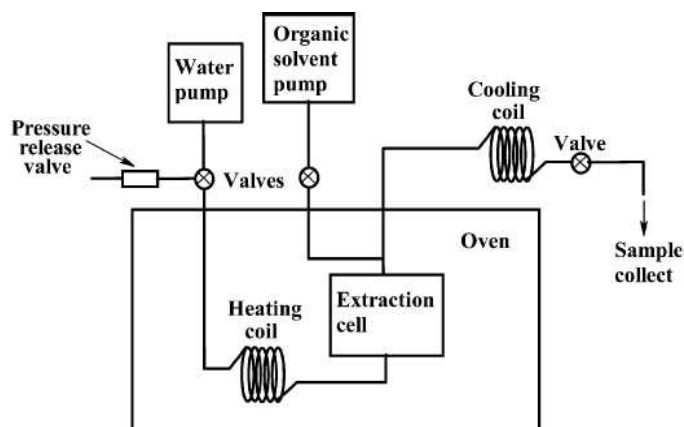 Organic
solvent
pump
Water
pump
Cooling
coil
Pressure
release
valve
Valves
Valve
Oven
Sample
collect
Heating
coil
Extraction
cell